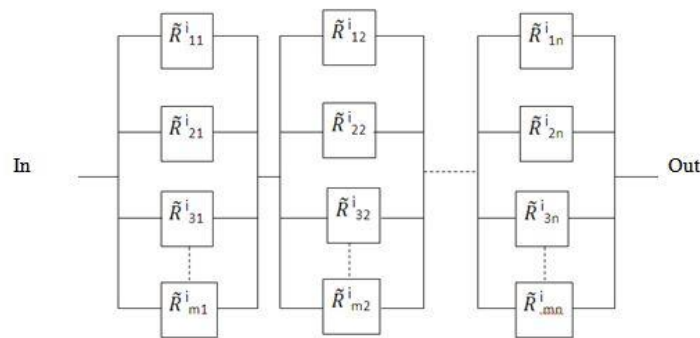 R̃ⁱ₁₁ R̃ⁱ₁₂ R̃ⁱ₁ₙ
R̃ⁱ₂₁ R̃ⁱ₂₂ R̃ⁱ₂ₙ
In Out
R̃ⁱ₃₁ R̃ⁱ₃₂ R̃ⁱ₃ₙ
R̃ⁱₘ₁ R̃ⁱₘ₂ R̃ⁱ.ₘₙ